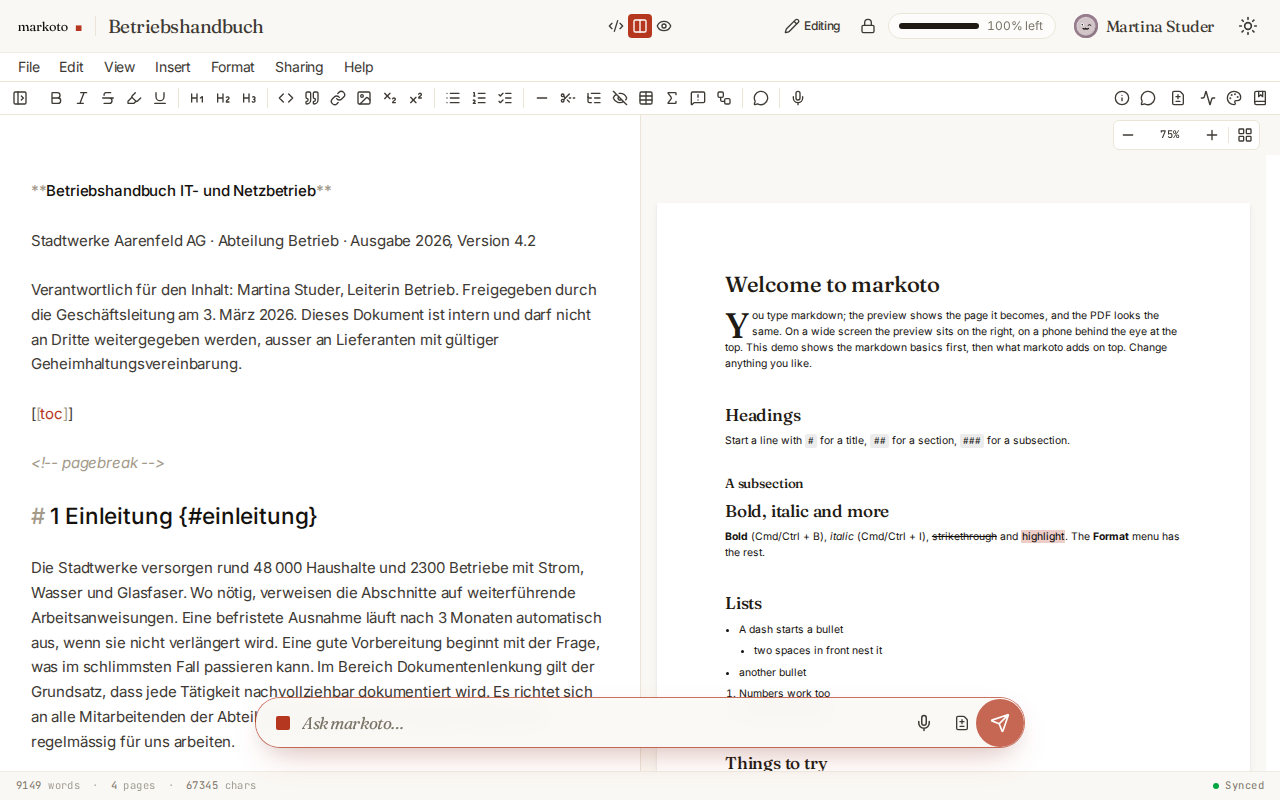 markoto
Betriebshandbuch
Editing
100% left
Martina Studer
File Edit View Insert Format Sharing Help
B I S U H1 H2 H3 x2 x²
75%
**Betriebshandbuch IT- und Netzbetrieb**
Stadtwerke Aarenfeld AG · Abteilung Betrieb · Ausgabe 2026, Version 4.2
Verantwortlich für den Inhalt: Martina Studer, Leiterin Betrieb. Freigegeben durch
die Geschäftsleitung am 3. März 2026. Dieses Dokument ist intern und darf nicht
an Dritte weitergegeben werden, ausser an Lieferanten mit gültiger
Geheimhaltungsvereinbarung.
[[toc]]
<!-- pagebreak -->
# 1 Einleitung {#einleitung}
Die Stadtwerke versorgen rund 48 000 Haushalte und 2300 Betriebe mit Strom,
Wasser und Glasfaser. Wo nötig, verweisen die Abschnitte auf weiterführende
Arbeitsanweisungen. Eine befristete Ausnahme läuft nach 3 Monaten automatisch
aus, wenn sie nicht verlängert wird. Eine gute Vorbereitung beginnt mit der Frage,
was im schlimmsten Fall passieren kann. Im Bereich Dokumentenlenkung gilt der
Grundsatz, dass jede Tätigkeit nachvollziehbar dokumentiert wird. Es richtet sich
an alle Mitarbeitenden der Abteil
regelmässig für uns arbeiten.
Welcome to markoto
You type markdown; the preview shows the page it becomes, and the PDF looks the
same. On a wide screen the preview sits on the right, on a phone behind the eye at the
top. This demo shows the markdown basics first, then what markoto adds on top. Change
anything you like.
Headings
Start a line with # for a title, ## for a section, ### for a subsection.
A subsection
Bold, italic and more
Bold (Cmd/Ctrl + B), italic (Cmd/Ctrl + I), strikethrough and highlight. The Format menu has
the rest.
Lists
• A dash starts a bullet
• two spaces in front nest it
• another bullet
1. Numbers work too
Things to try
Ask markoto...
9149 words · 4 pages · 67345 chars
Synced